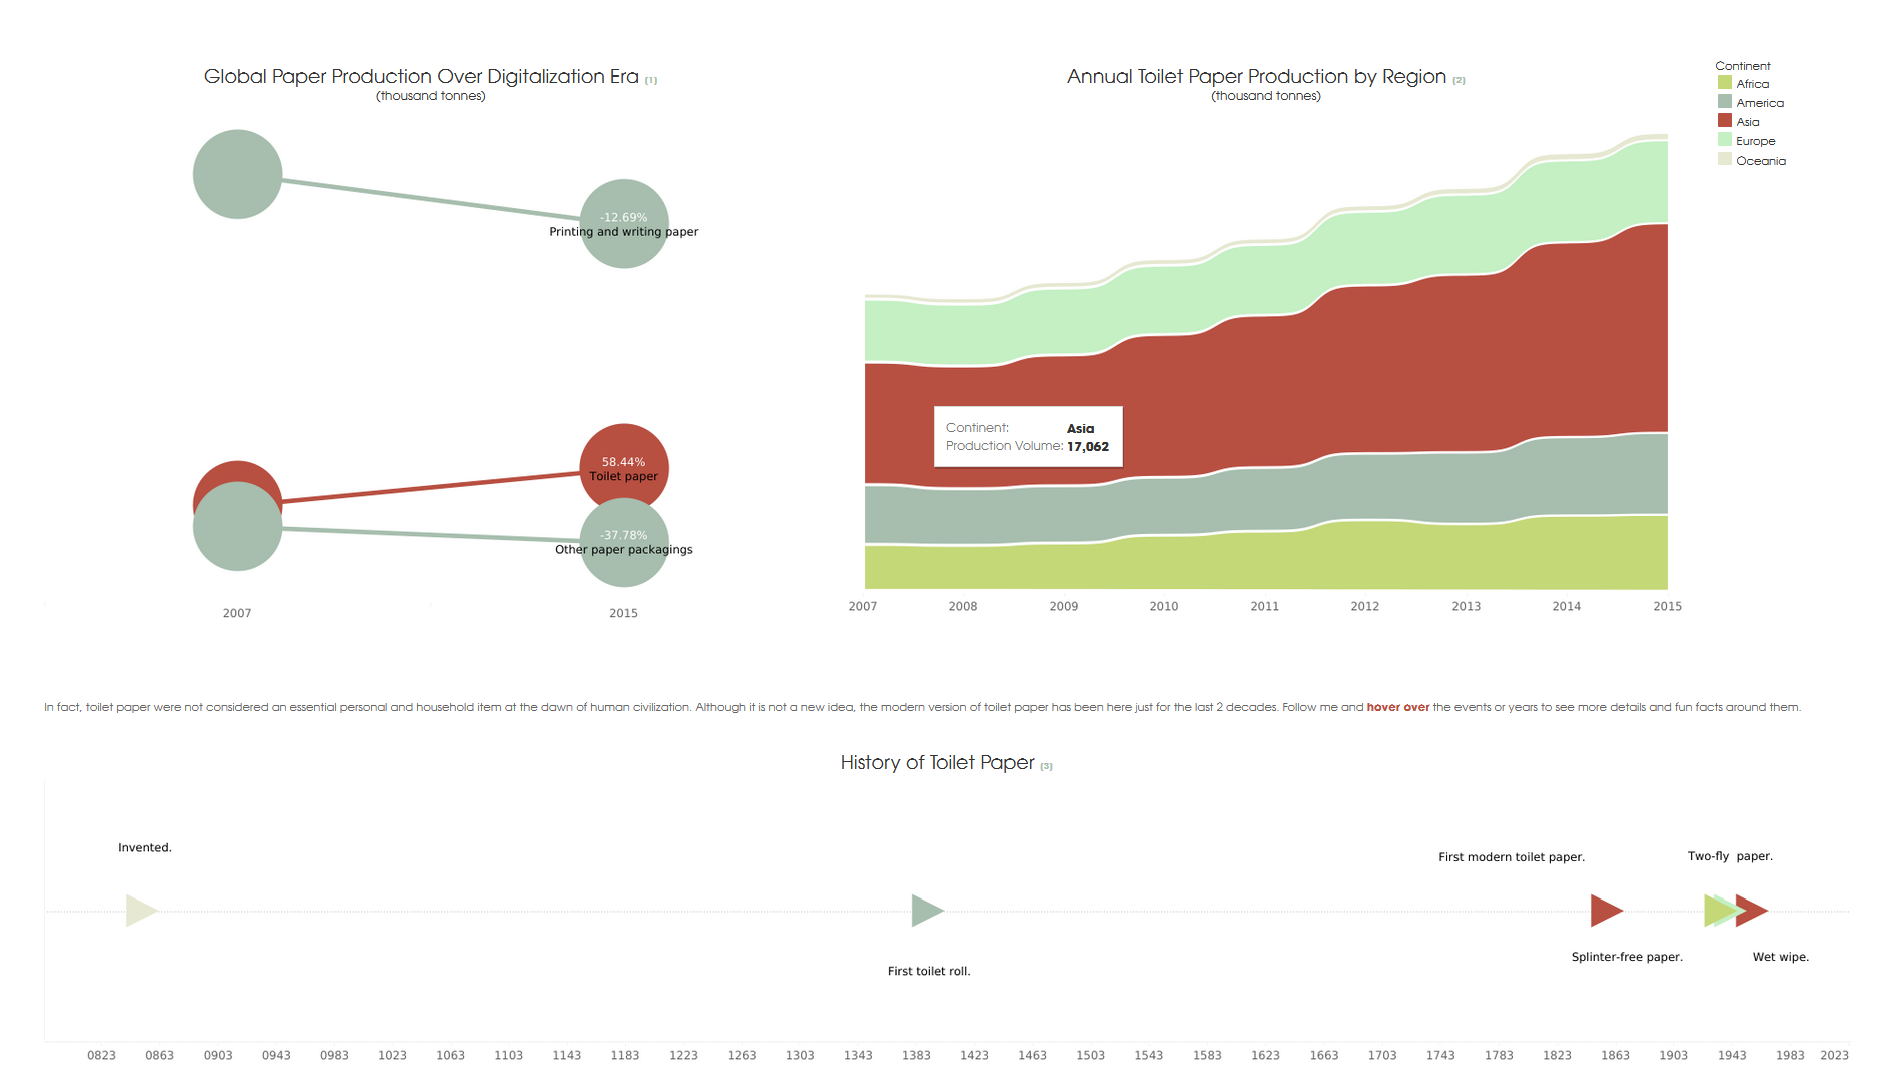 Global Paper Production Over Digitalization Era (1)
(thousand tonnes)
-12.69%
Printing and writing paper
58.44%
Toilet paper
-37.78%
Other paper packagings
2007 2015
Annual Toilet Paper Production by Region (2)
(thousand tonnes)
Continent
Africa
America
Asia
Europe
Oceania
Continent: Asia
Production Volume: 17,062
2007 2008 2009 2010 2011 2012 2013 2014 2015
In fact, toilet paper were not considered an essential personal and household item at the dawn of human civilization. Although it is not a new idea, the modern version of toilet paper has been here just for the last 2 decades. Follow me and hover over the events or years to see more details and fun facts around them.
History of Toilet Paper (3)
Invented.
First toilet roll.
First modern toilet paper.
Two-fly paper.
Splinter-free paper.
Wet wipe.
0823 0863 0903 0943 0983 1023 1063 1103 1143 1183 1223 1263 1303 1343 1383 1423 1463 1503 1543 1583 1623 1663 1703 1743 1783 1823 1863 1903 1943 1983 2023